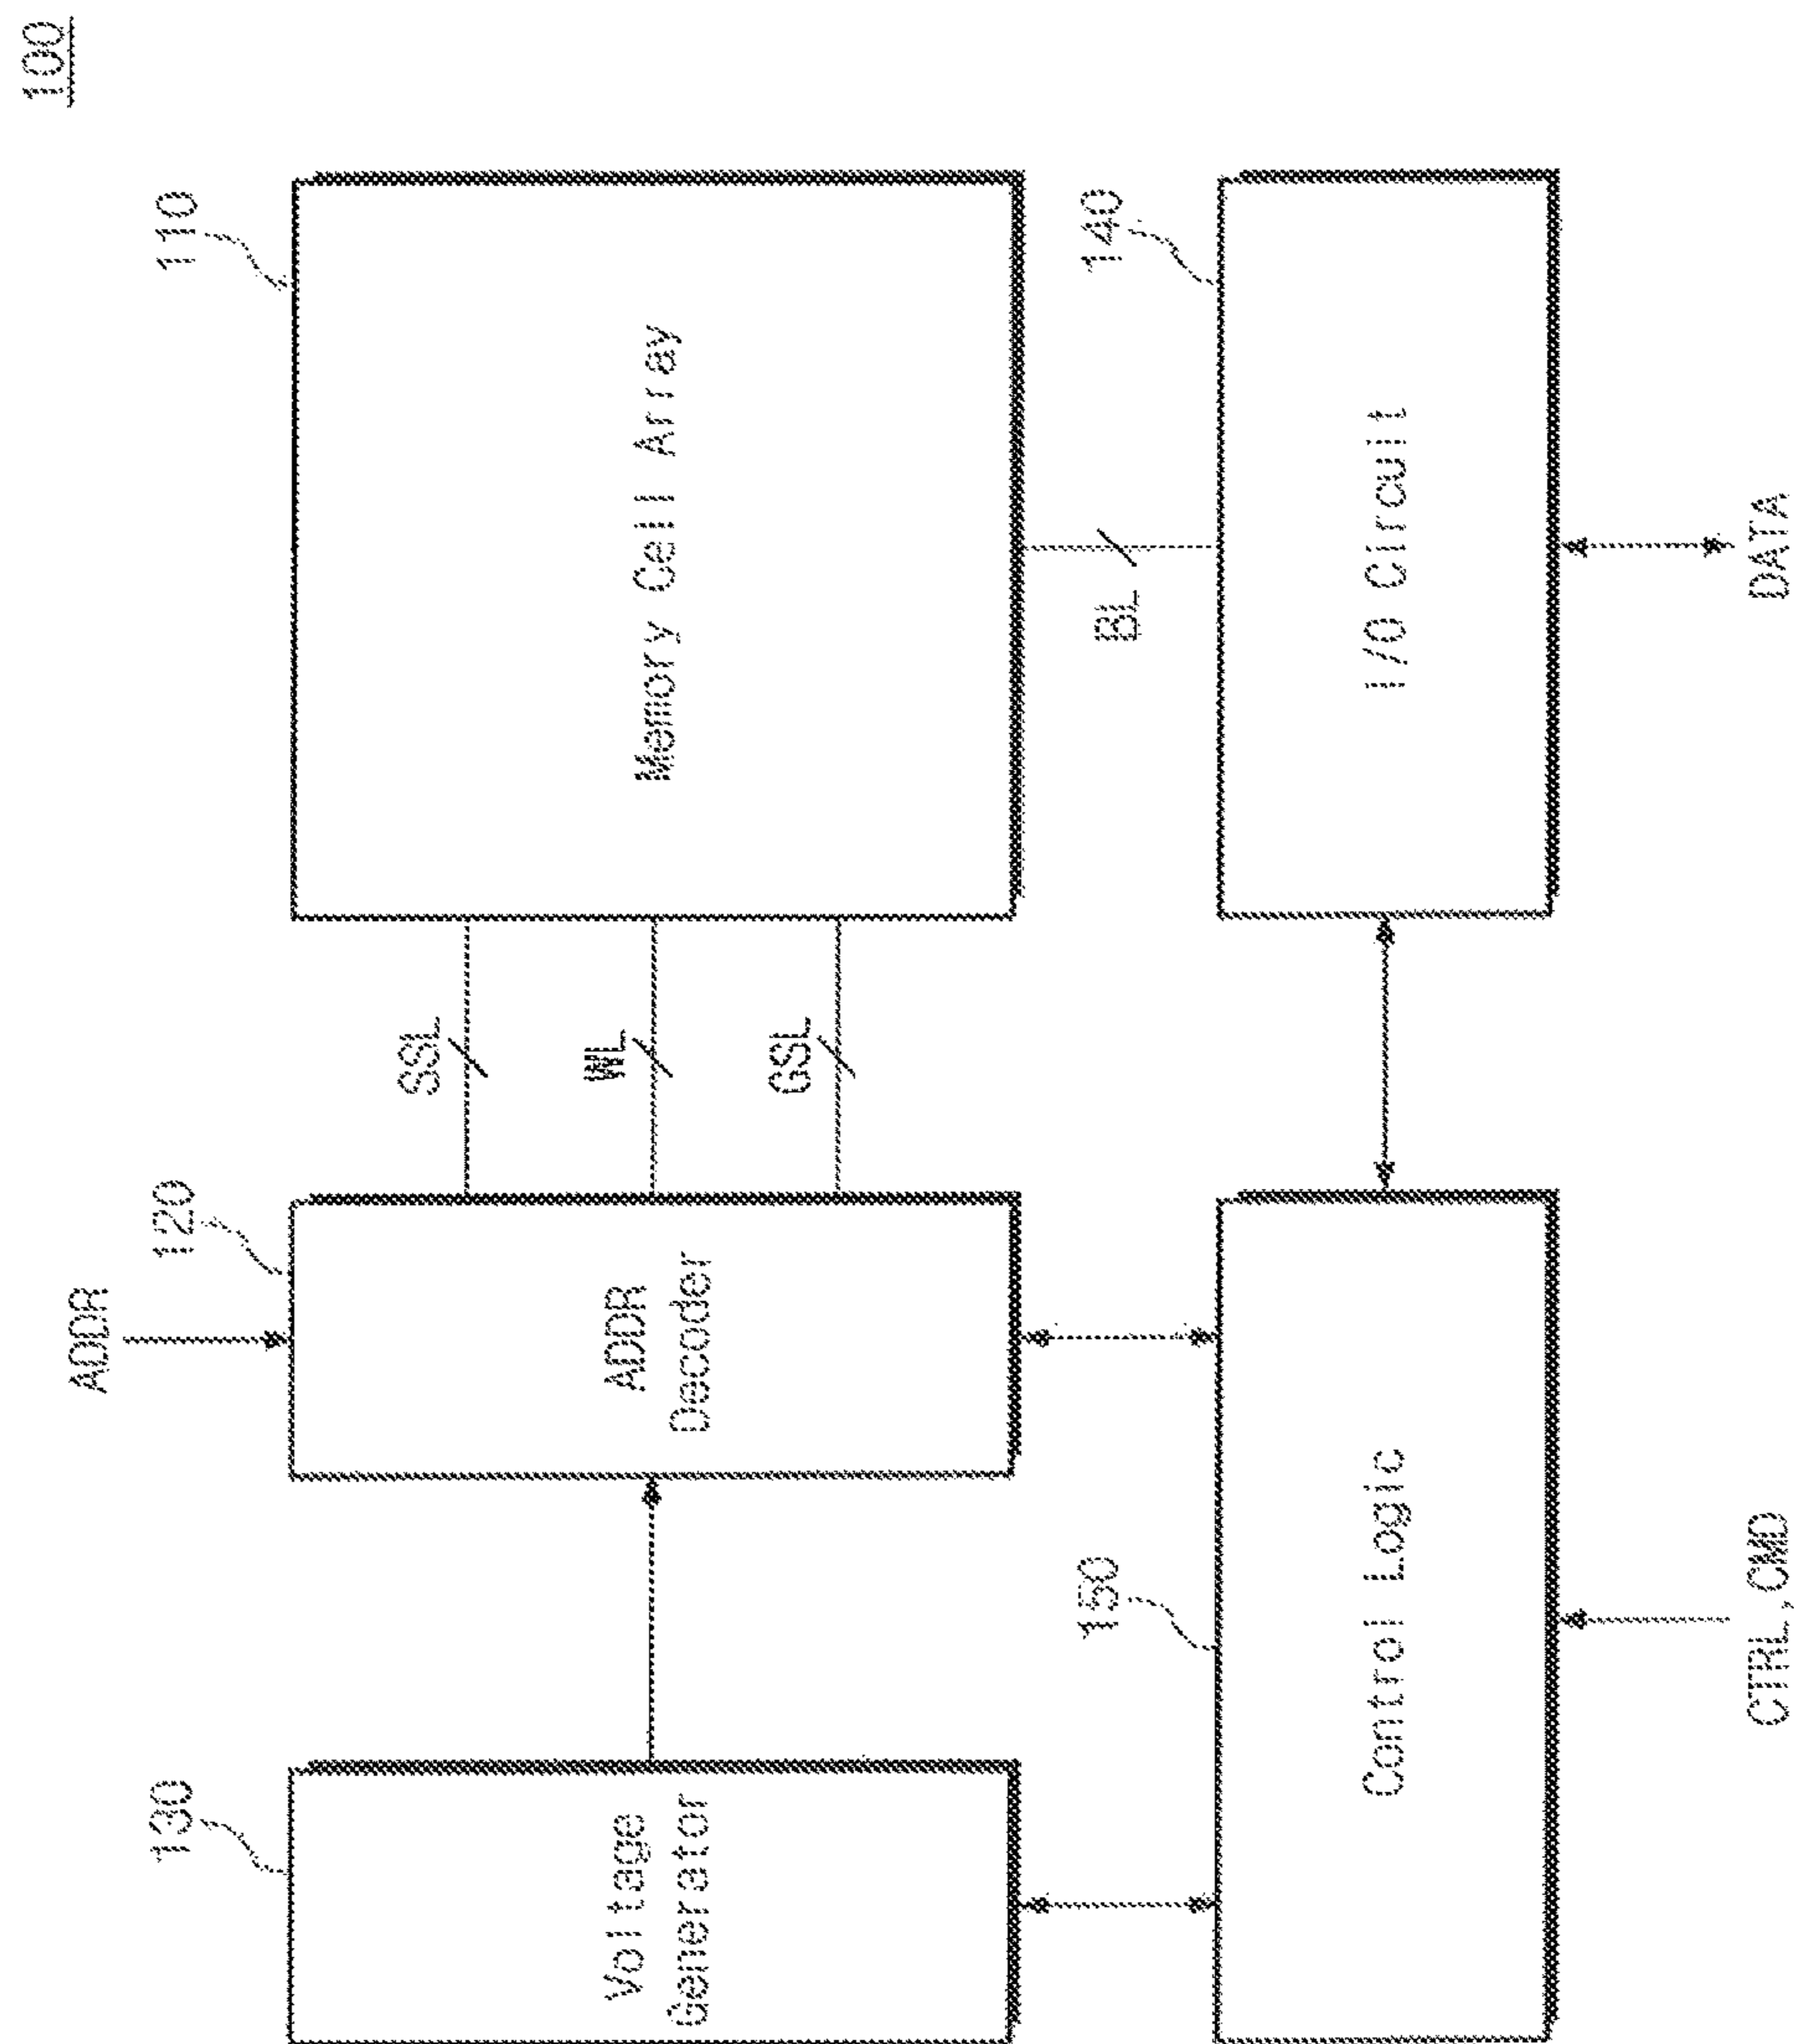 100
130
Voltage
Generator
ADDR
120
ADDR
Decoder
SSL
WL
GSL
110
Memory Cell Array
150
Control Logic
BL
140
I/O Circuit
CTRL,CMD
DATA